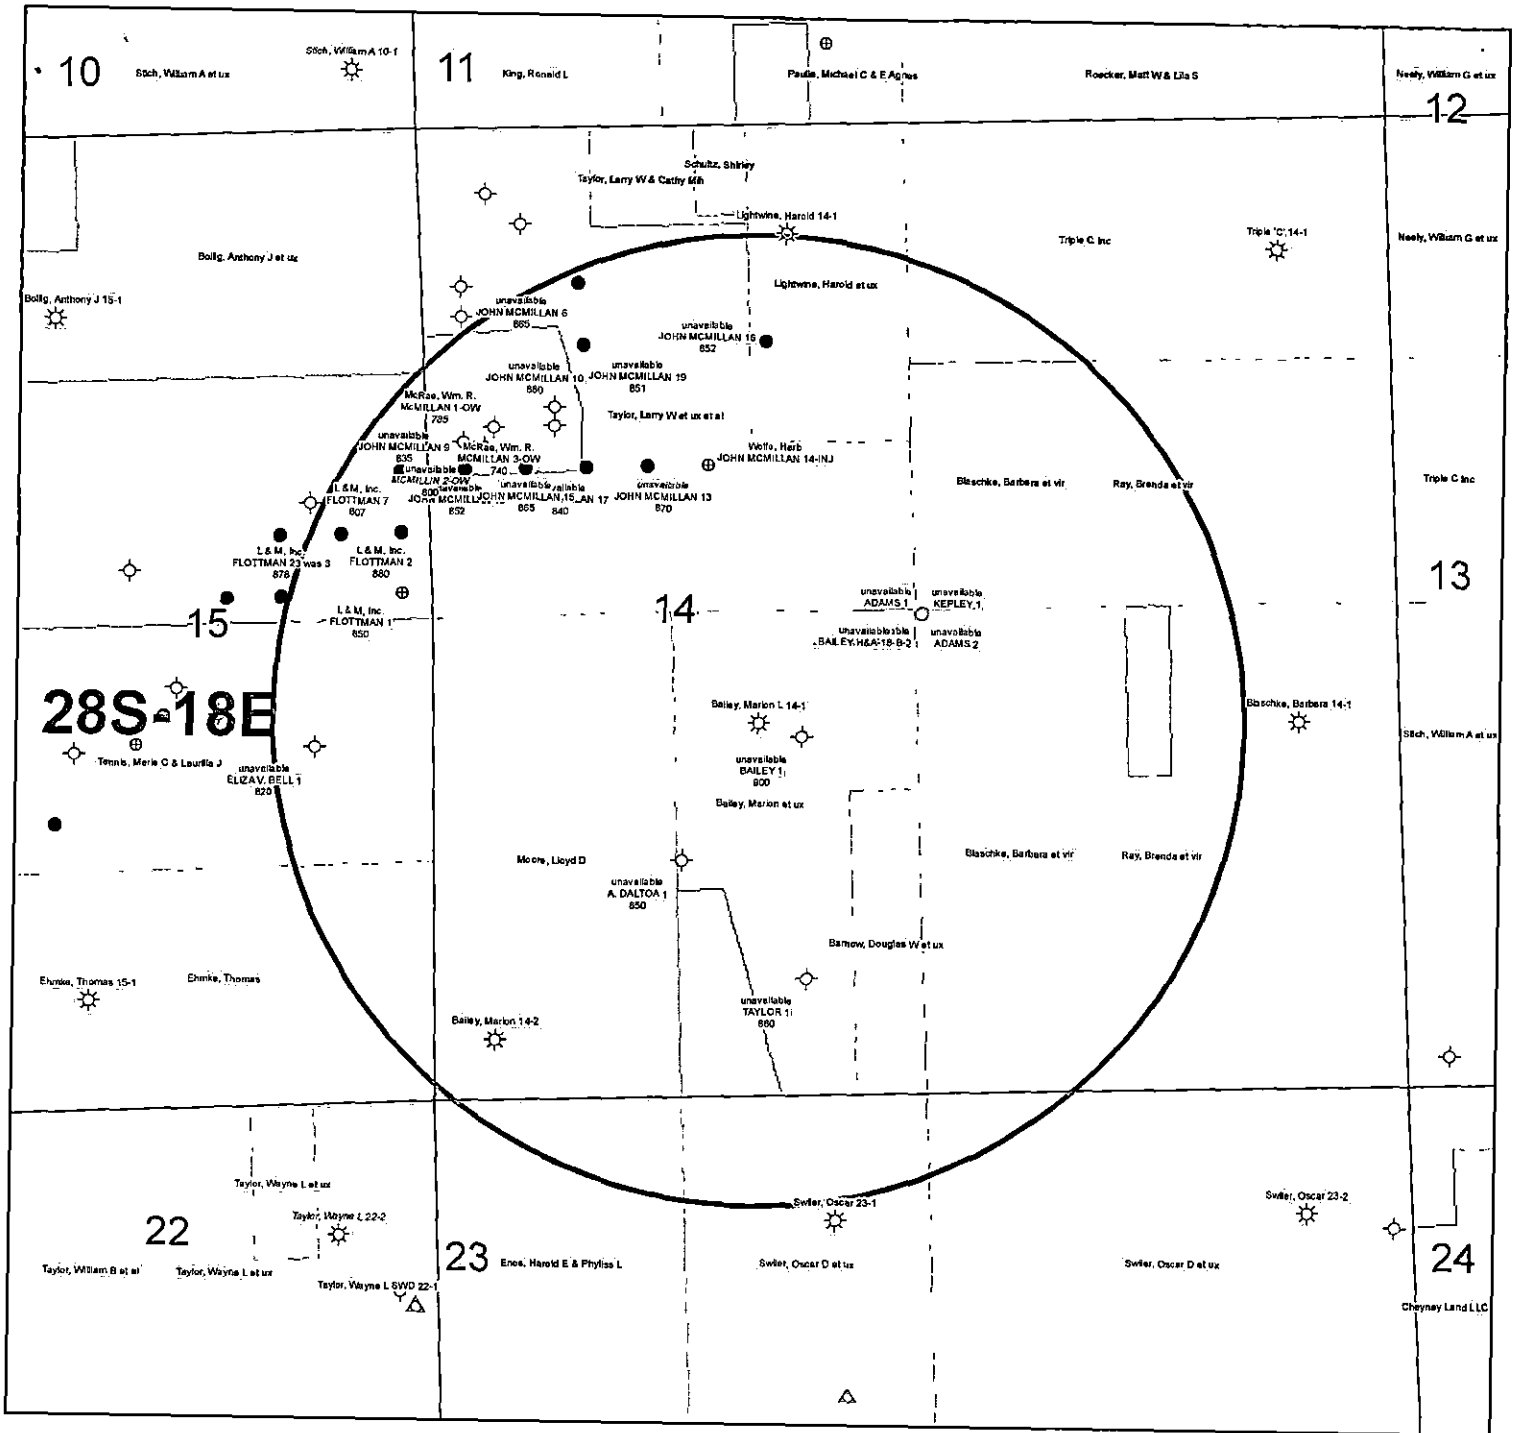 10
Stich, William A et ux
Stich, William A 10-1
11
King, Ronald L
Roecker, Matt W & Lila S
Neely, William G et ux
12
Schultz, Shirley
Taylor, Larry W & Cathy
Lightwine, Harold 14-1
Triple C Inc
Triple "C" 14-1
Neely, William G et ux
Bollig, Anthony J et ux
Lightwine, Harold et ux
Bollig, Anthony J 15-1
unavailable
JOHN MCMILLAN 6
865
unavailable
JOHN MCMILLAN 16
852
unavailable
JOHN MCMILLAN 10
880
JOHN MCMILLAN 19
851
McRae, Wm. R.
McMILLAN 1-OW
785
Taylor, Larry W et ux et al
unavailable
JOHN MCMILLAN 9
835
McRae, Wm. R.
MCMILLAN 3-OW
740
Wolfe, Herb
JOHN MCMILLAN 14-INJ
unavailable
MCMILLIN 2-OW
800
852
unavailable
JOHN MCMILLAN 15
865
LAN 17
840
unavailable
JOHN MCMILLAN 13
870
Blaschke, Barbara et vir
Ray, Brenda et vir
Triple C Inc
L & M, Inc.
FLOTTMAN 7
807
L & M, Inc.
FLOTTMAN 23 was 3
878
L & M, Inc.
FLOTTMAN 2
880
13
L & M, Inc.
FLOTTMAN 1
850
15
14
unavailable
ADAMS 1
unavailable
KEPLEY 1
unavailable
BAILEY H&A-18-B-2
unavailable
ADAMS 2
28S-18E
Bailey, Marion L 14-1
Blaschke, Barbara 14-1
Stich, William A et ux
Tennis, Merle C & Laurilla J
unavailable
ELIZA V. BELL 1
820
unavailable
BAILEY 1
900
Bailey, Marion et ux
Moore, Lloyd D
Blaschke, Barbara et vir
Ray, Brenda et vir
unavailable
A. DALTOA 1
850
Barnow, Douglas W et ux
Ehmke, Thomas 15-1
Ehmke, Thomas
unavailable
TAYLOR 1
860
Bailey, Marion 14-2
Taylor, Wayne L et ux
Swiler, Oscar 23-1
Swiler, Oscar 23-2
22
Taylor, Wayne L 22-2
23
24
Taylor, William B et al
Taylor, Wayne L et ux
Enos, Harold E & Phyliss L
Swiler, Oscar D et ux
Swiler, Oscar D et ux
Taylor, Wayne L SWD 22-1
Cheyney Land LLC